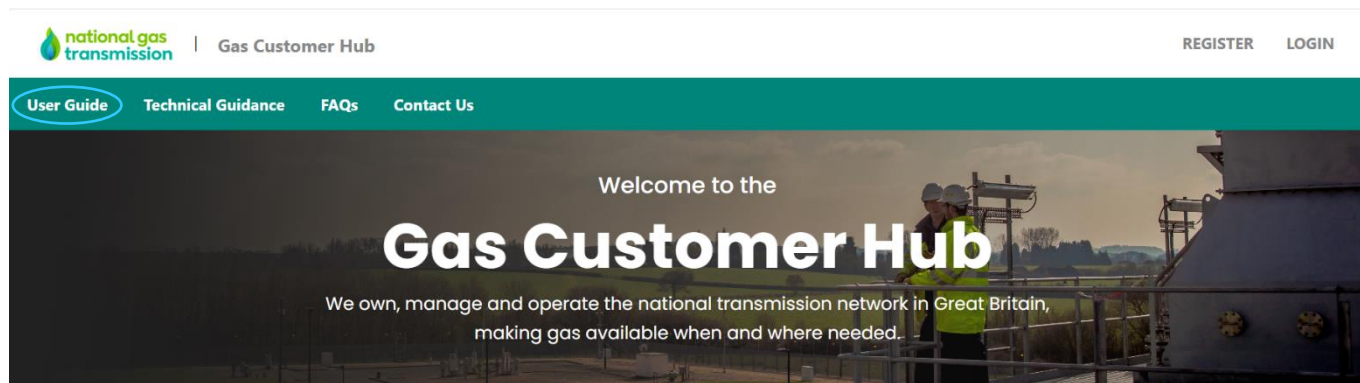 national gas
transmission
Gas Customer Hub
REGISTER LOGIN
User Guide Technical Guidance FAQs Contact Us
Welcome to the
Gas Customer Hub
We own, manage and operate the national transmission network in Great Britain,
making gas available when and where needed.